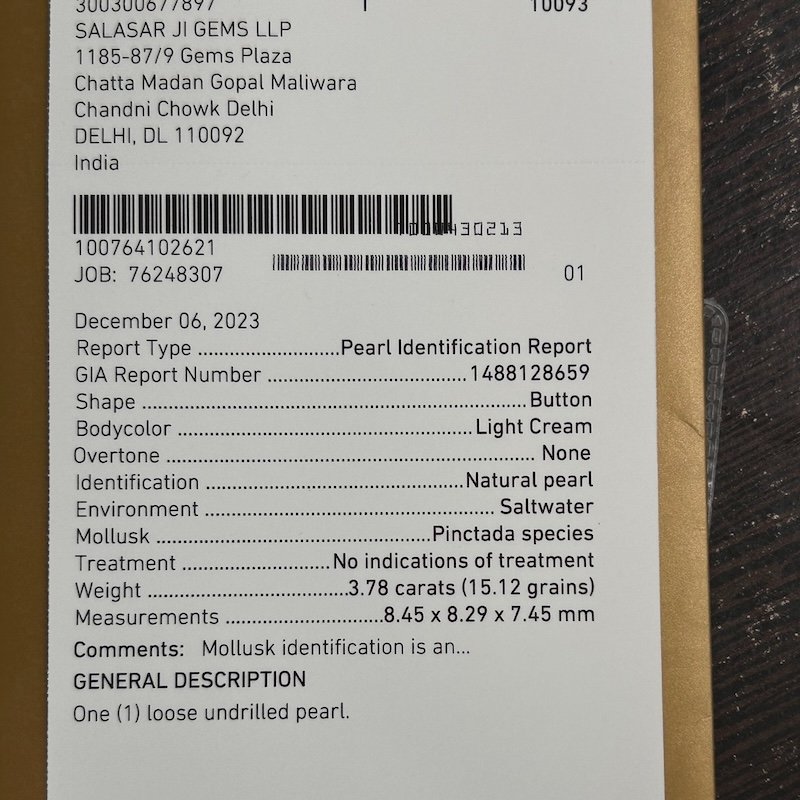 300300677897 1 10093
SALASAR JI GEMS LLP
1185-87/9 Gems Plaza
Chatta Madan Gopal Maliwara
Chandni Chowk Delhi
DELHI, DL 110092
India
100764102621
JOB: 76248307 01
December 06, 2023
Report Type ........................Pearl Identification Report
GIA Report Number ...................................1488128659
Shape ....................................................................Button
Bodycolor ....................................................Light Cream
Overtone ................................................................ None
Identification ............................................Natural pearl
Environment .................................................. Saltwater
Mollusk ...............................................Pinctada species
Treatment ........................No indications of treatment
Weight ...................................3.78 carats (15.12 grains)
Measurements ...........................8.45 x 8.29 x 7.45 mm
Comments: Mollusk identification is an...
GENERAL DESCRIPTION
One (1) loose undrilled pearl.